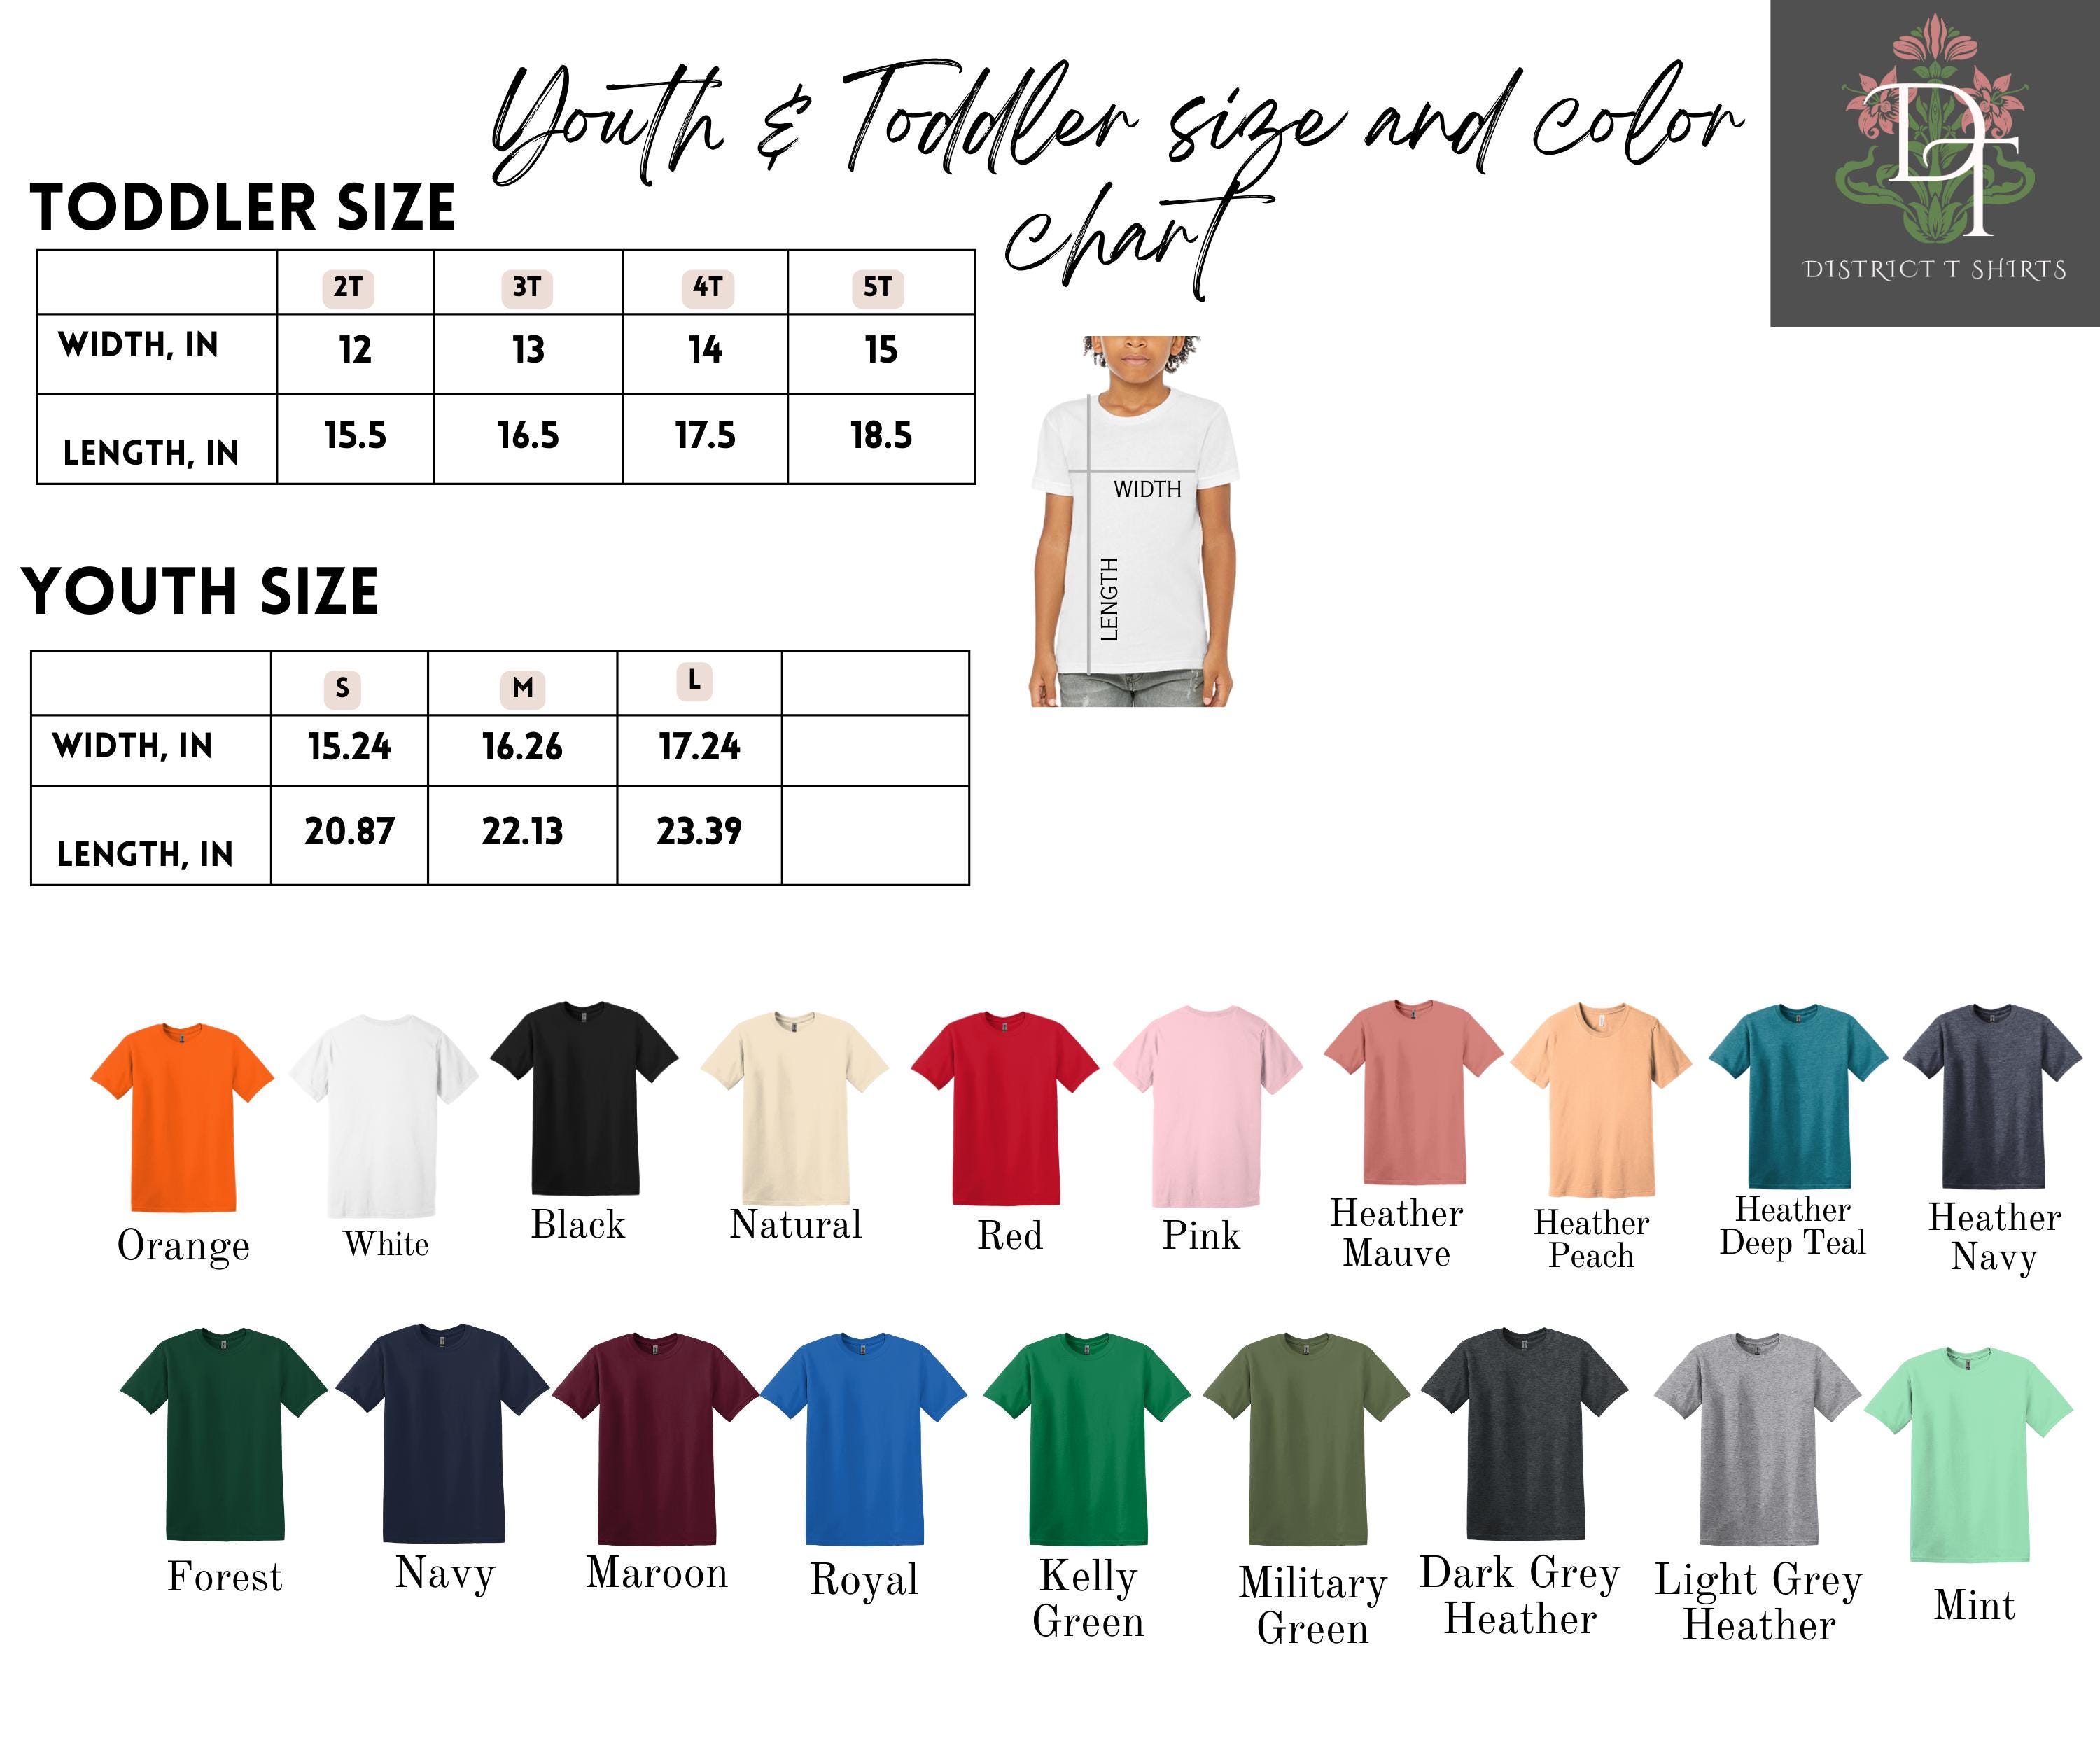 Youth & Toddler size and color
chart
DT
DISTRICT T SHIRTS
TODDLER SIZE
2T 3T 4T 5T
WIDTH, IN 12 13 14 15
LENGTH, IN 15.5 16.5 17.5 18.5
WIDTH
LENGTH
YOUTH SIZE
S M L
WIDTH, IN 15.24 16.26 17.24
LENGTH, IN 20.87 22.13 23.39
Orange
White
Black
Natural
Red
Pink
Heather
Mauve
Heather
Peach
Heather
Deep Teal
Heather
Navy
Forest
Navy
Maroon
Royal
Kelly
Green
Military
Green
Dark Grey
Heather
Light Grey
Heather
Mint